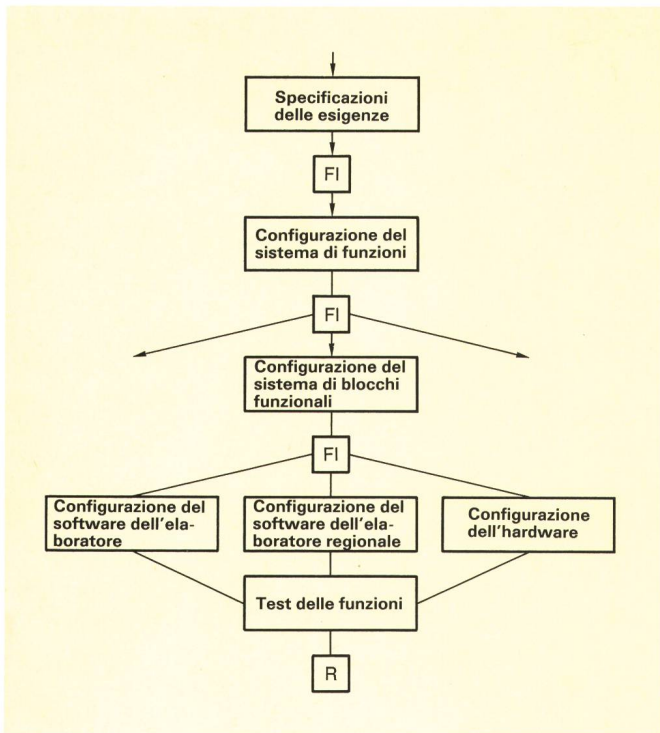 Specificazioni
delle esigenze
FI
Configurazione del
sistema di funzioni
FI
Configurazione del
sistema di blocchi
funzionali
FI
Configurazione del
software dell'ela-
boratore
Configurazione del
software dell'ela-
boratore regionale
Configurazione
dell'hardware
Test delle funzioni
R